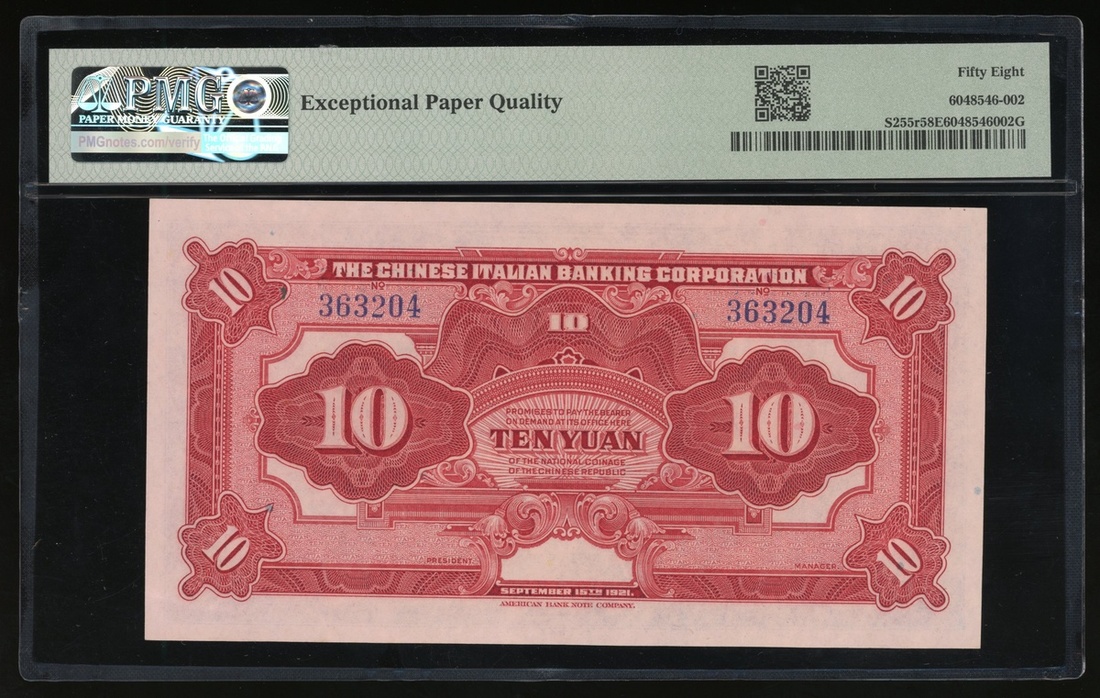 PMG
PAPER MONEY GUARANTY
PMGnotes.com/verify
Exceptional Paper Quality
Fifty Eight
6048546-002
S255r58E6048546002G
10
THE CHINESE ITALIAN BANKING CORPORATION
10
No
363204
10
No
363204
PROMISES TO PAY THE BEARER
ON DEMAND AT ITS OFFICE HERE
10
TEN YUAN
10
OF THE NATIONAL COINAGE
OF THE CHINESE REPUBLIC
10
10
PRESIDENT.
MANAGER.
SEPTEMBER 15TH 1921.
AMERICAN BANK NOTE COMPANY.